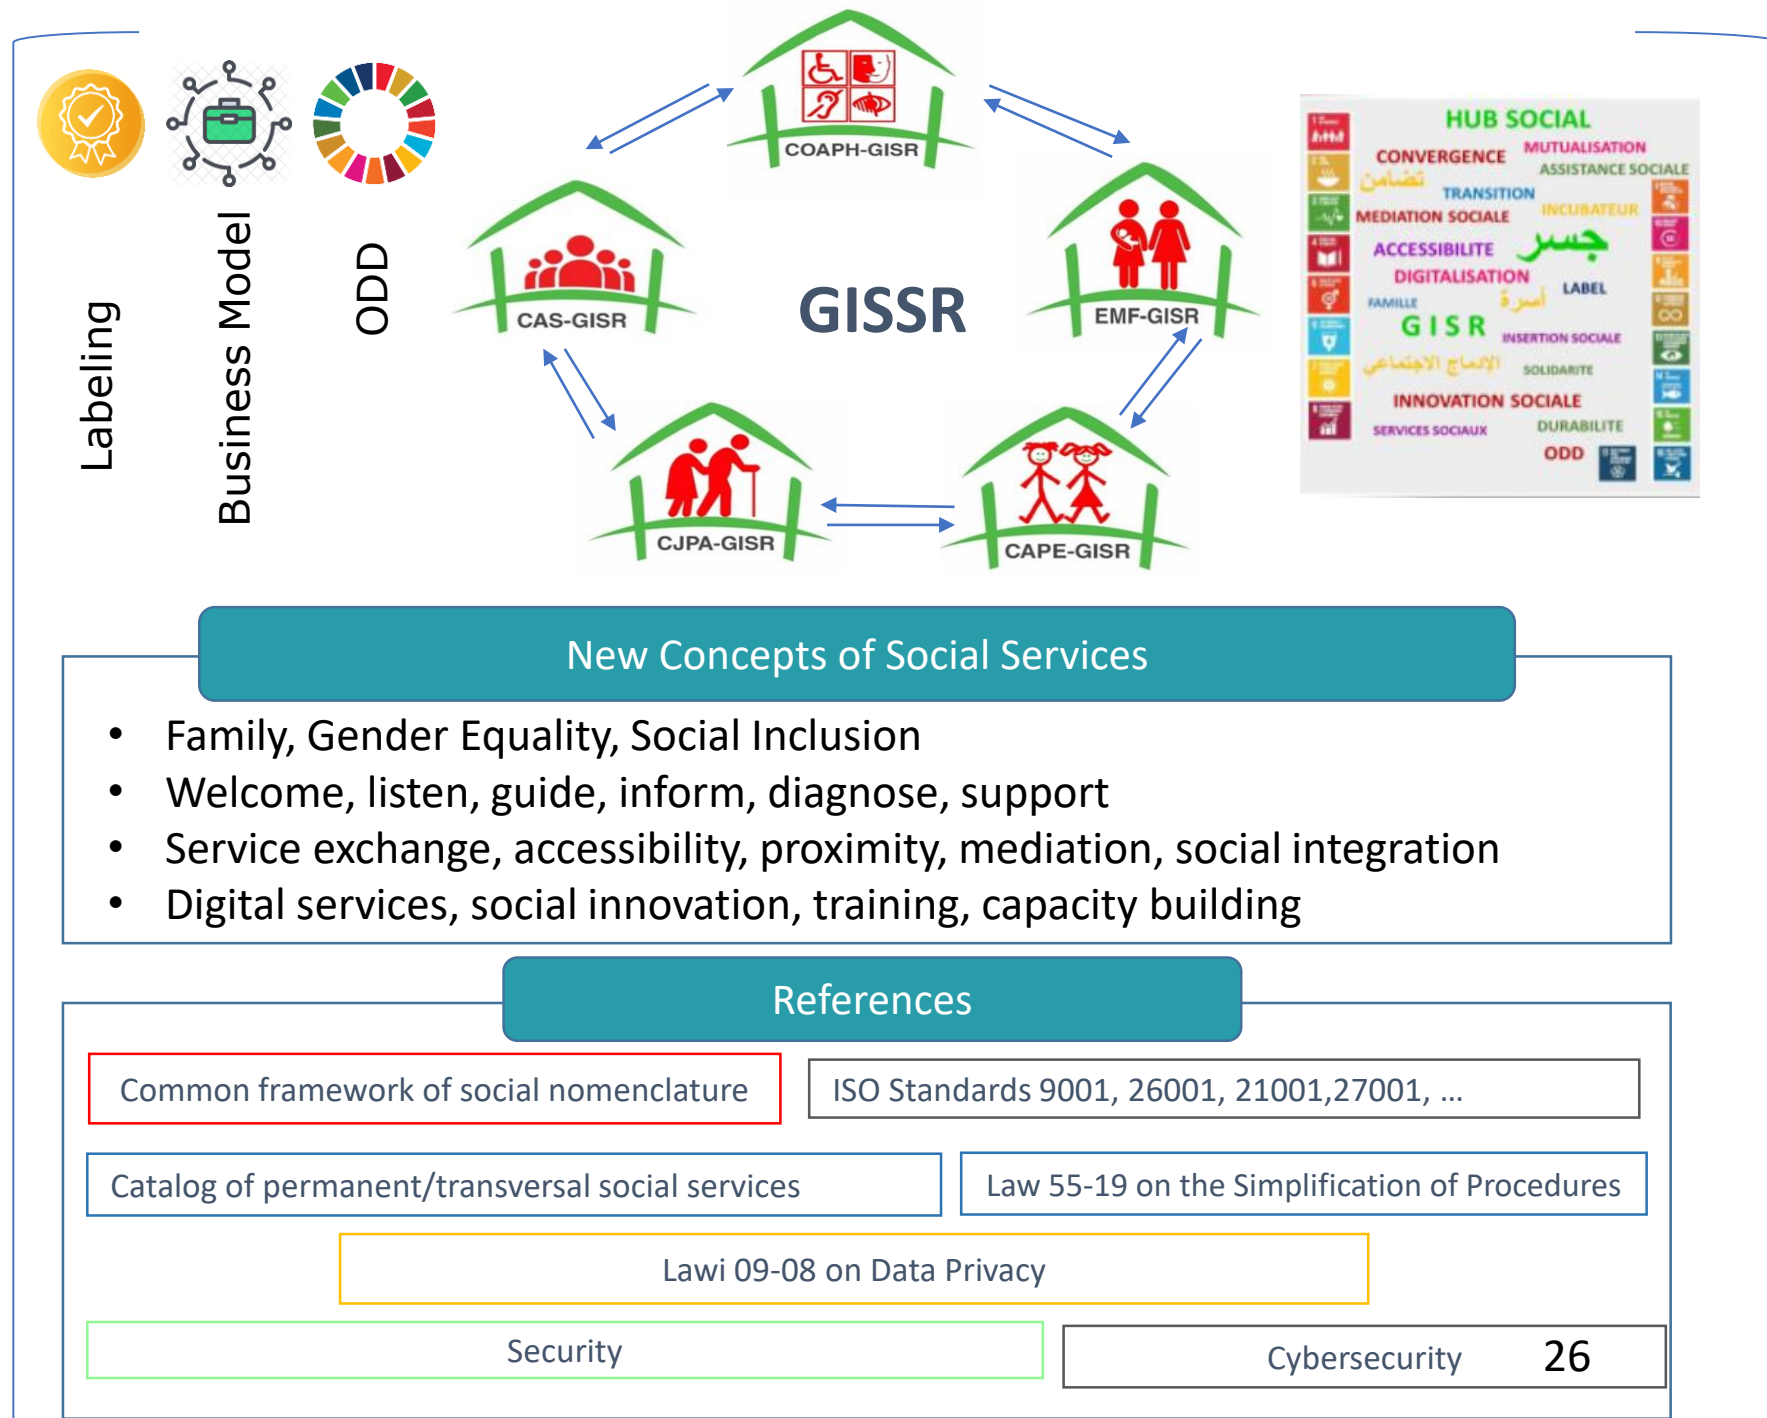 Labeling
Business Model
ODD
COAPH-GISR
CAS-GISR
GISSR
EMF-GISR
CJPA-GISR
CAPE-GISR
HUB SOCIAL
CONVERGENCE
MUTUALISATION
تضامن
ASSISTANCE SOCIALE
TRANSITION
MEDIATION SOCIALE
INCUBATEUR
ACCESSIBILITE
جسر
DIGITALISATION
FAMILLE
أسرة
LABEL
GISR
INSERTION SOCIALE
الإدماج الاجتماعي
SOLIDARITE
INNOVATION SOCIALE
SERVICES SOCIAUX
DURABILITE
ODD
New Concepts of Social Services
• Family, Gender Equality, Social Inclusion
• Welcome, listen, guide, inform, diagnose, support
• Service exchange, accessibility, proximity, mediation, social integration
• Digital services, social innovation, training, capacity building
References
Common framework of social nomenclature
ISO Standards 9001, 26001, 21001,27001, ...
Catalog of permanent/transversal social services
Law 55-19 on the Simplification of Procedures
Lawi 09-08 on Data Privacy
Security
Cybersecurity
26